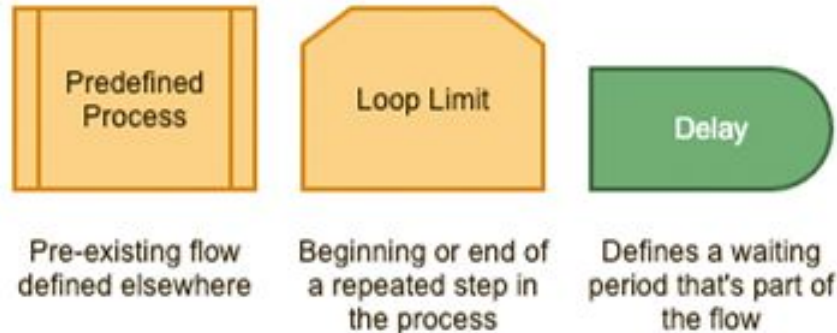 Predefined
Process
Loop Limit
Delay
Pre-existing flow
defined elsewhere
Beginning or end of
a repeated step in
the process
Defines a waiting
period that's part of
the flow